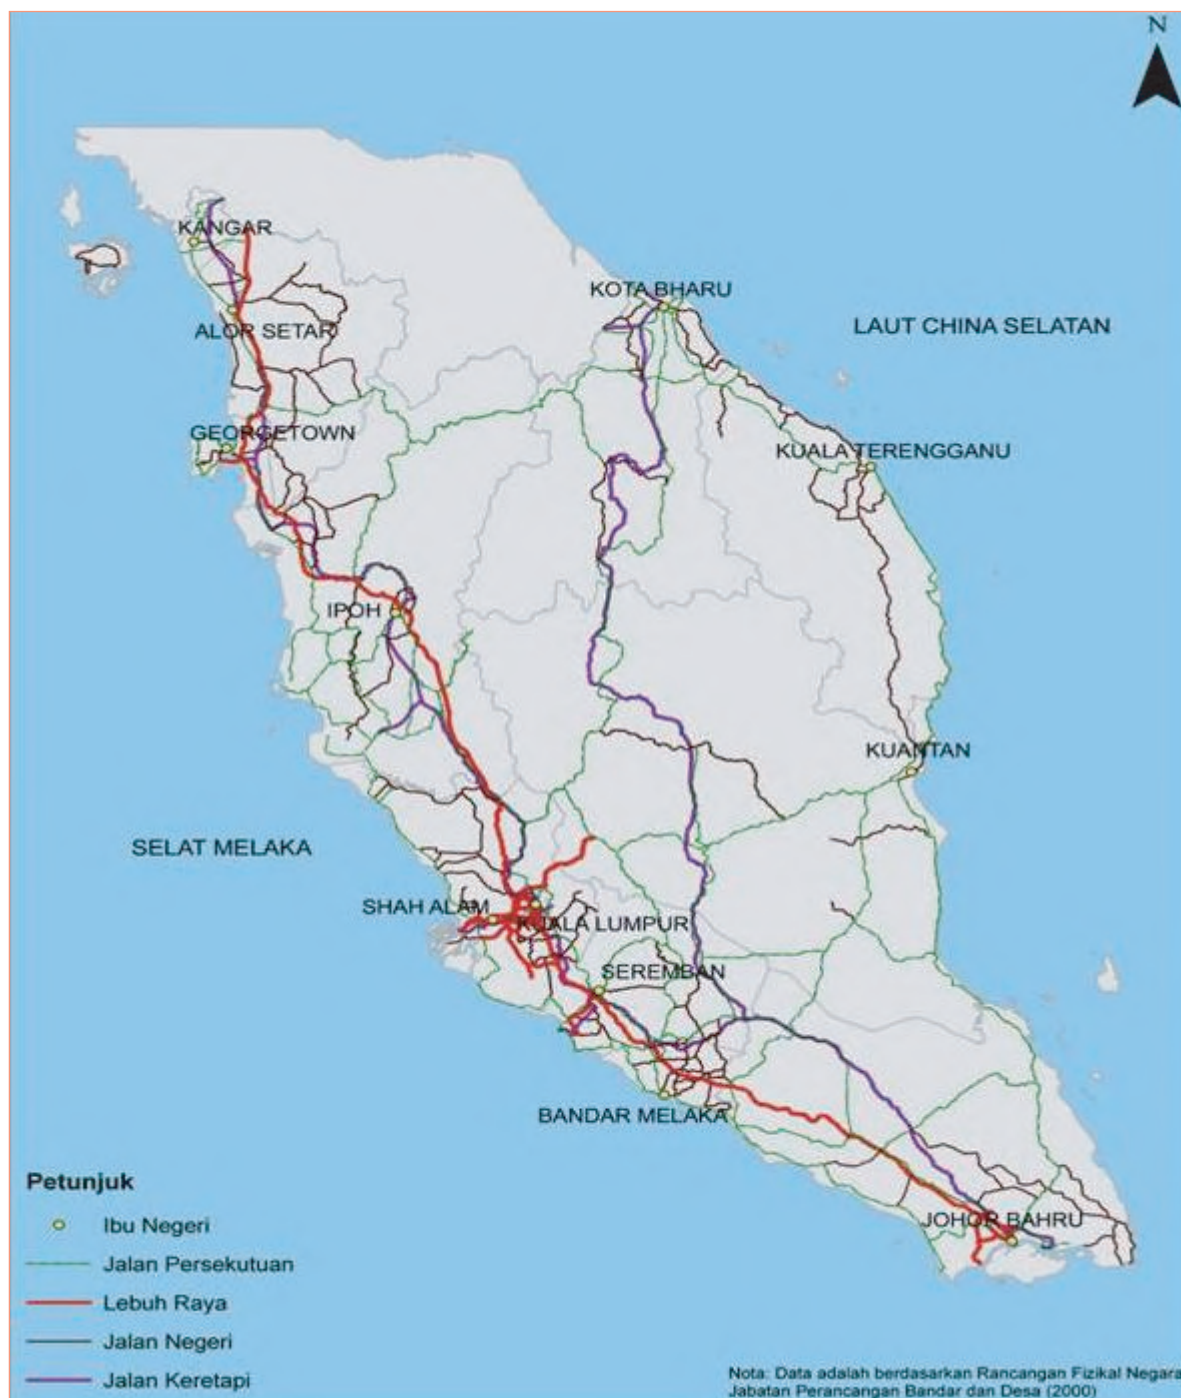 N
KANGAR
KOTA BHARU
LAUT CHINA SELATAN
ALOR SETAR
GEORGETOWN
KUALA TERENGGANU
IPOH
KUANTAN
SELAT MELAKA
SHAH ALAM
KUALA LUMPUR
SEREMBAN
BANDAR MELAKA
JOHOR BAHRU
Petunjuk
Ibu Negeri
Jalan Persekutuan
Lebuh Raya
Jalan Negeri
Jalan Keretapi
Nota: Data adalah berdasarkan Rancangan Fizikal Negara
Jabatan Perancangan Bandar dan Desa (2000)